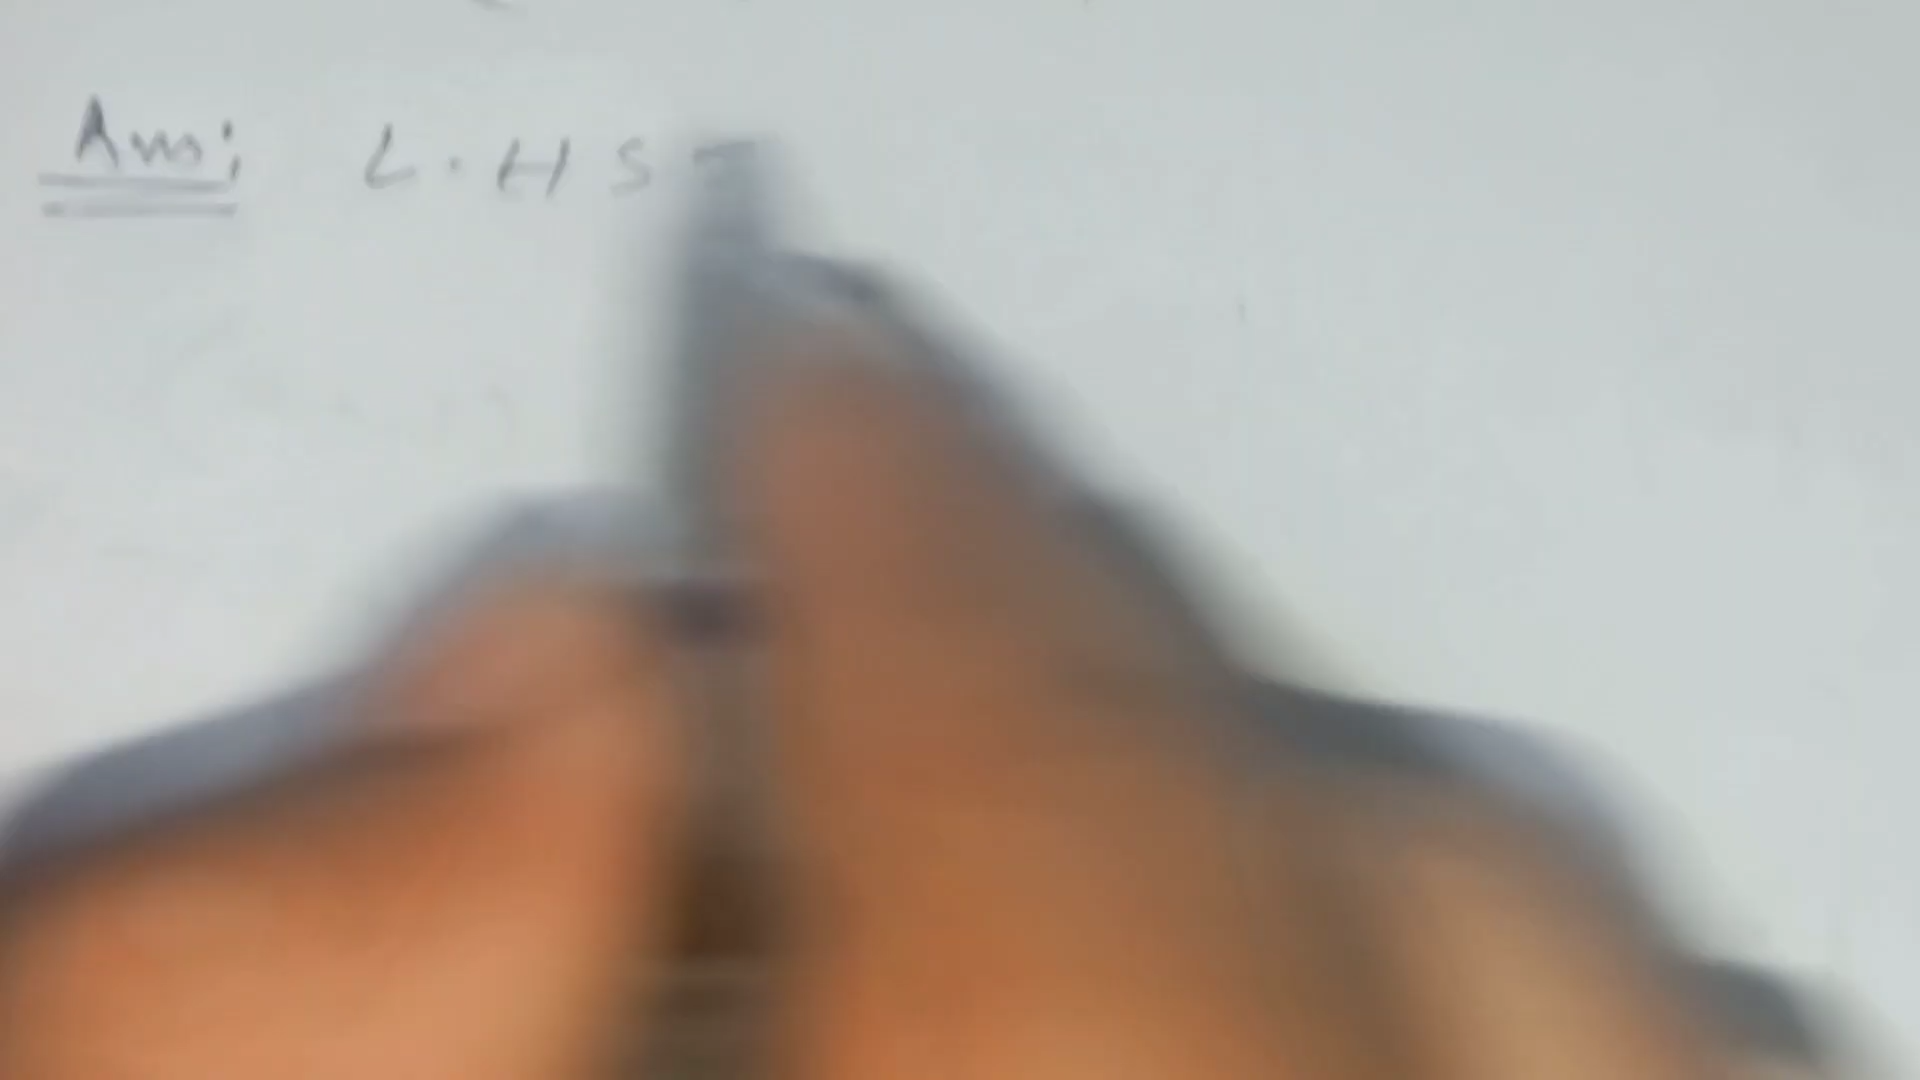 Ans; L.H S =